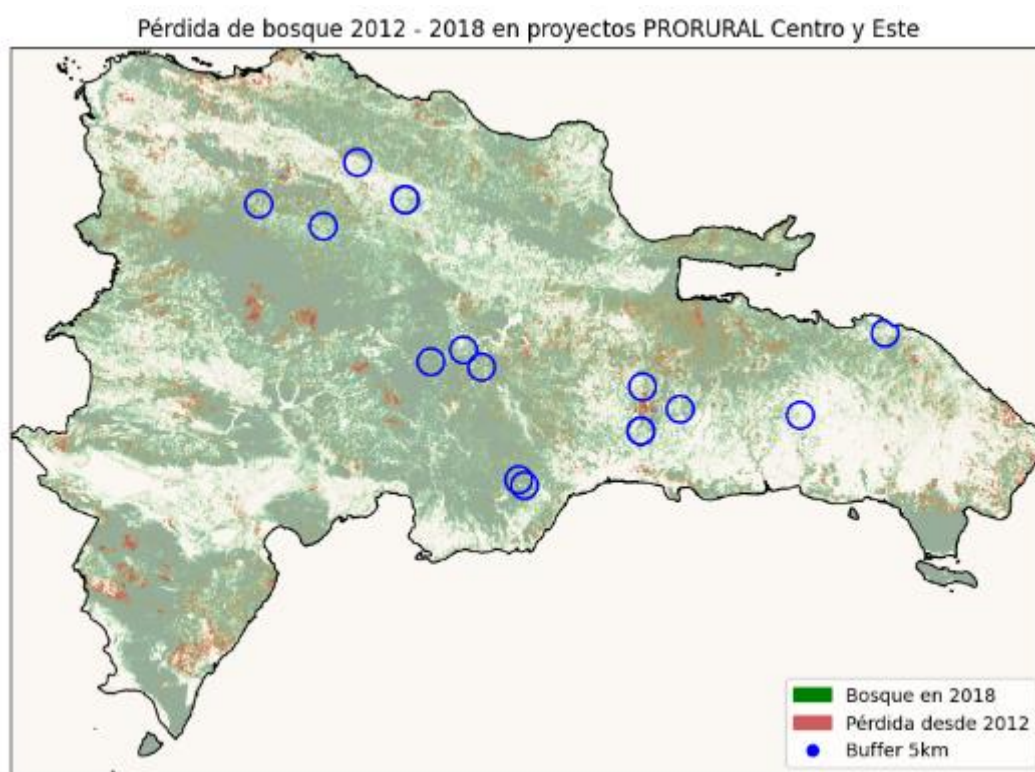 Pérdida de bosque 2012 - 2018 en proyectos PRORURAL Centro y Este
Bosque en 2018
Pérdida desde 2012
Buffer 5km